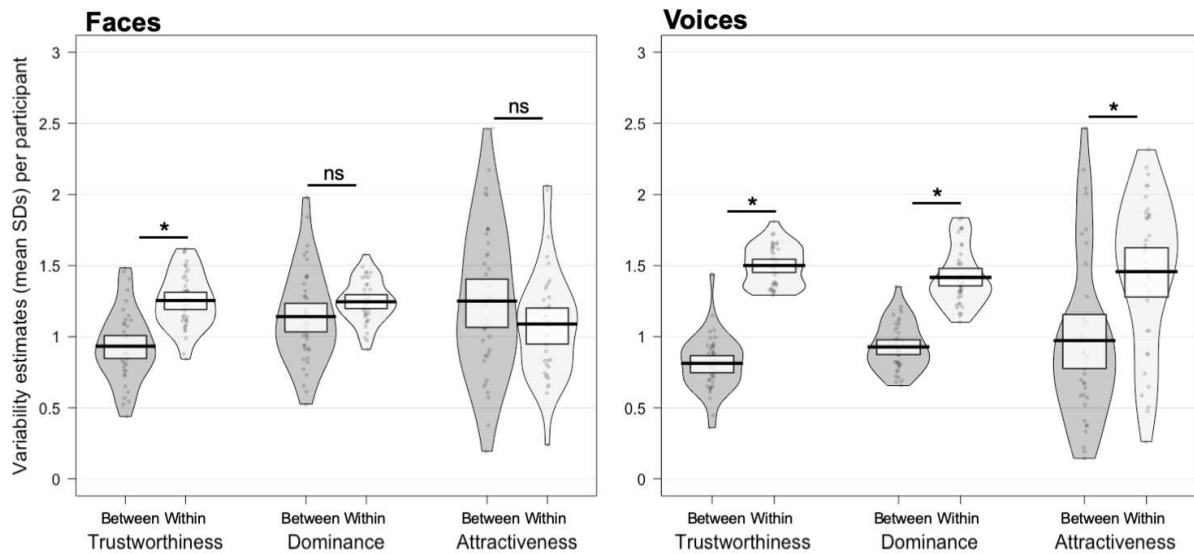 Faces
Voices
Variability estimates (mean SDs) per participant
3
2.5
2
1.5
1
0.5
0
*
ns
ns
Between Within
Between Within
Between Within
Trustworthiness
Dominance
Attractiveness
3
2.5
2
1.5
1
0.5
0
*
*
*
Between Within
Between Within
Between Within
Trustworthiness
Dominance
Attractiveness